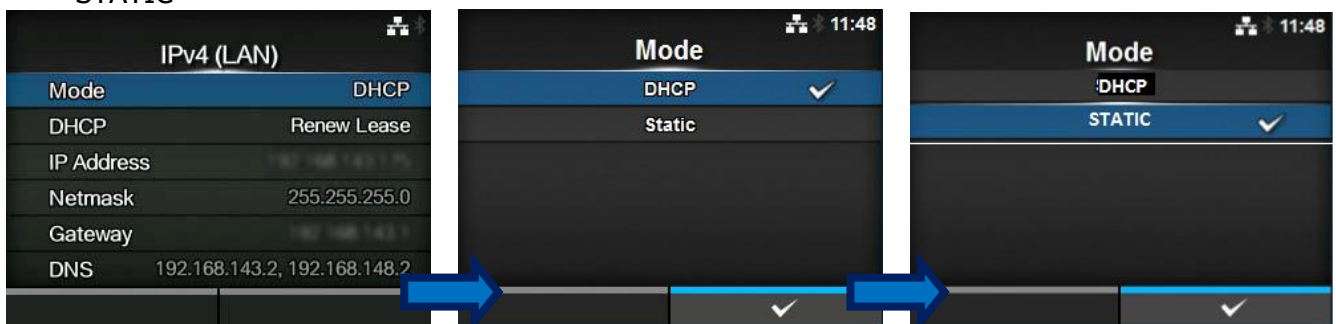 STATIC
IPv4 (LAN)
Mode DHCP
DHCP Renew Lease
IP Address
Netmask 255.255.255.0
Gateway
DNS 192.168.143.2, 192.168.148.2
11:48
Mode
DHCP
Static
11:48
Mode
DHCP
STATIC